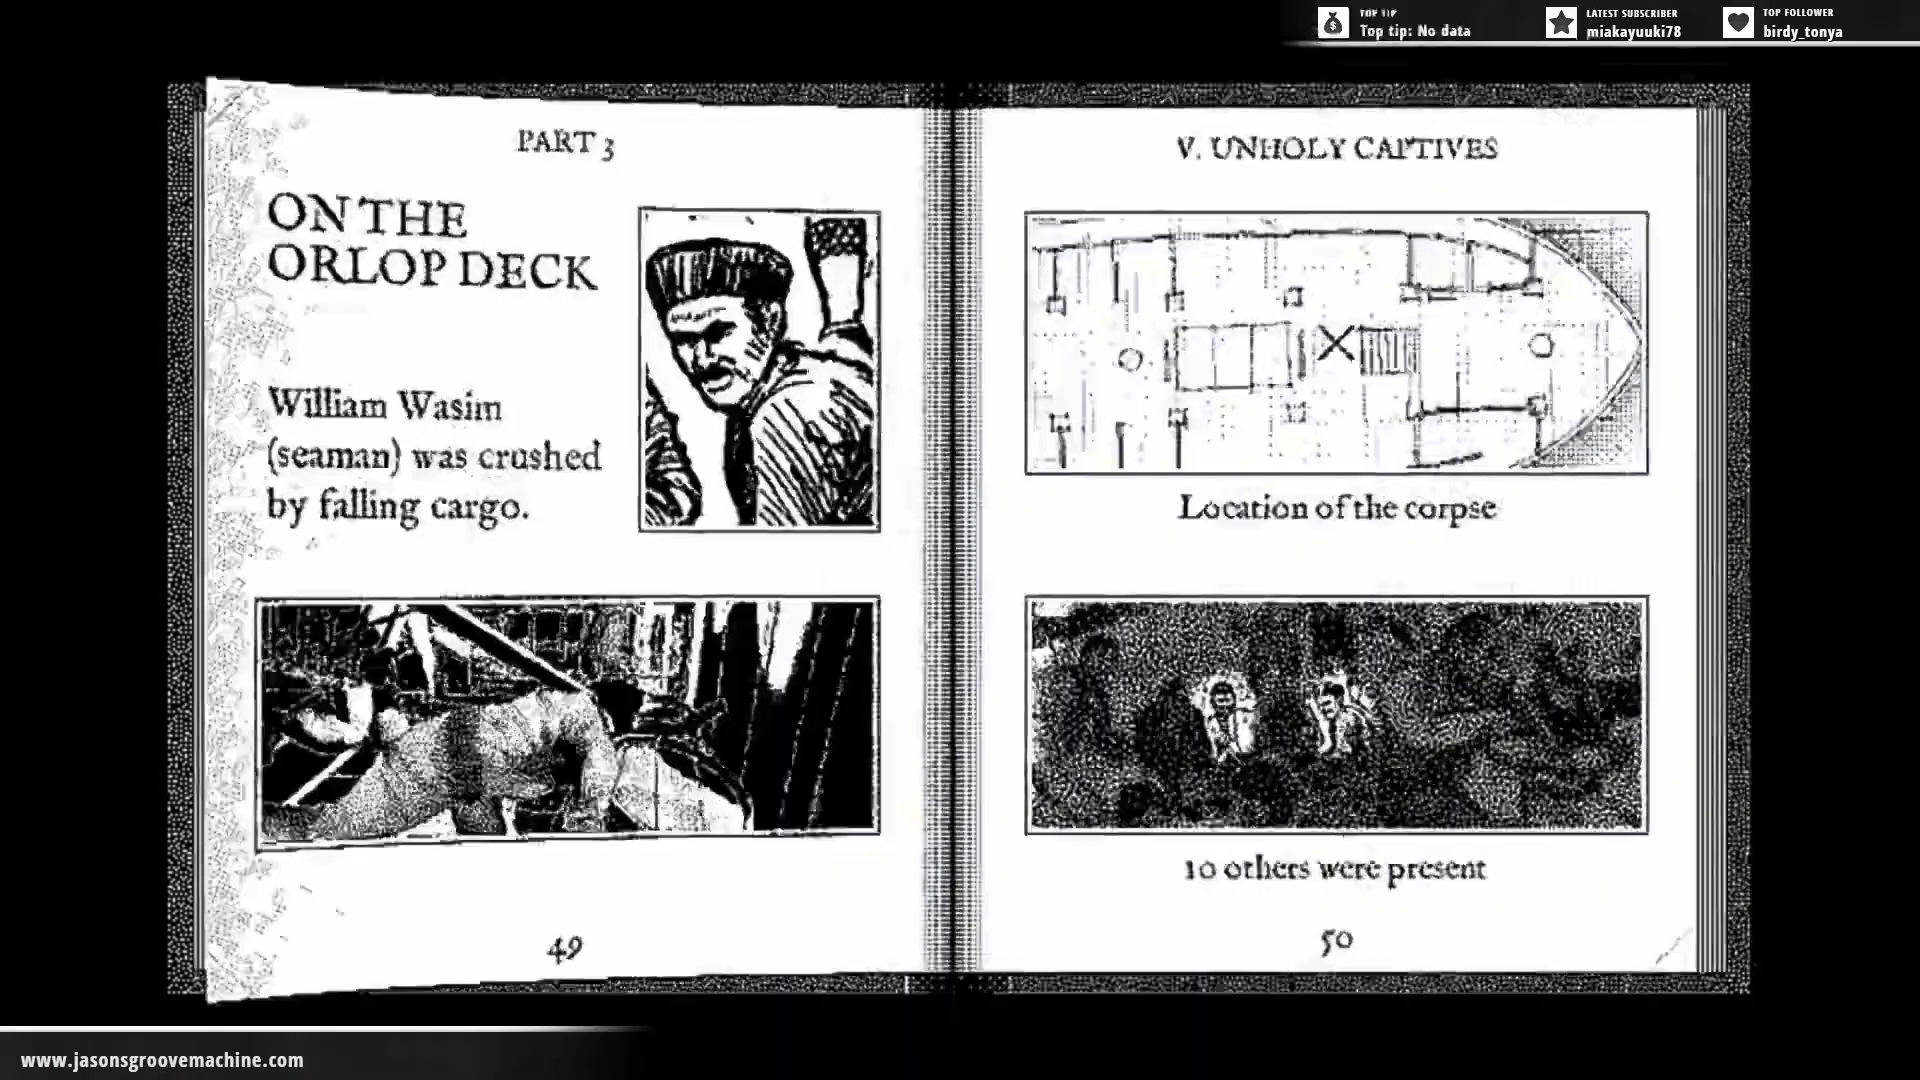 TOP TIP
Top tip: No data
LATEST SUBSCRIBER
miakayuuki78
TOP FOLLOWER
birdy_tonya
PART 3
ON THE
ORLOP DECK
William Wasim
(seaman) was crushed
by falling cargo.
49
V. UNHOLY CAPTIVES
Location of the corpse
10 others were present
50
www.jasonsgroovemachine.com